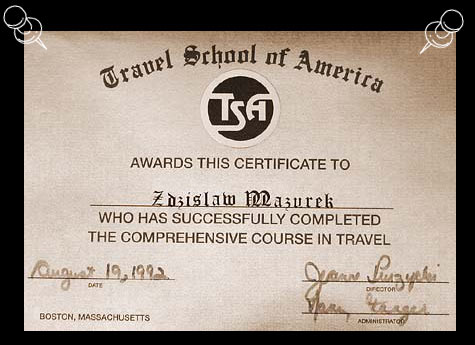 Travel School of America
TSA
AWARDS THIS CERTIFICATE TO
Zdzislaw Mazurek
WHO HAS SUCCESSFULLY COMPLETED
THE COMPREHENSIVE COURSE IN TRAVEL
August 19, 1992
DATE
DIRECTOR
ADMINISTRATOR
BOSTON, MASSACHUSETTS